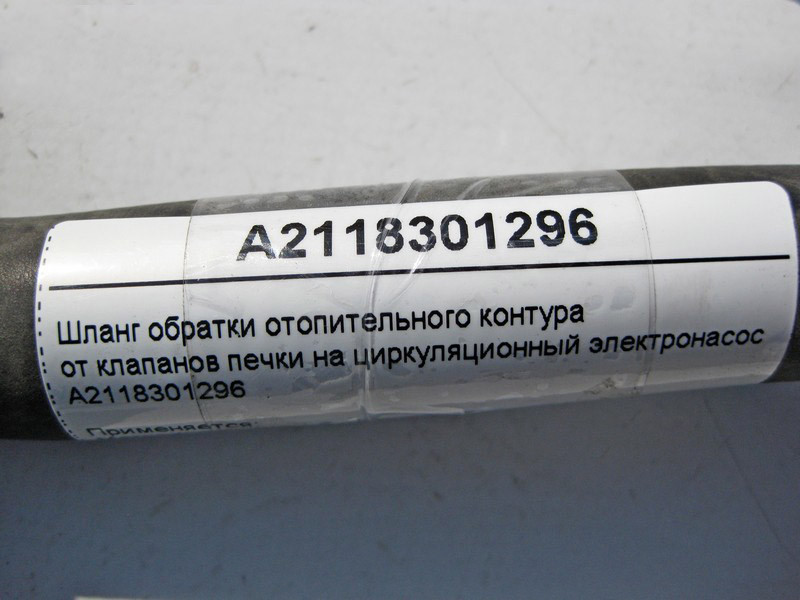 A2118301296
Шланг обратки отопительного контура
от клапанов печки на циркуляционный электронасос
A2118301296
Применяется: